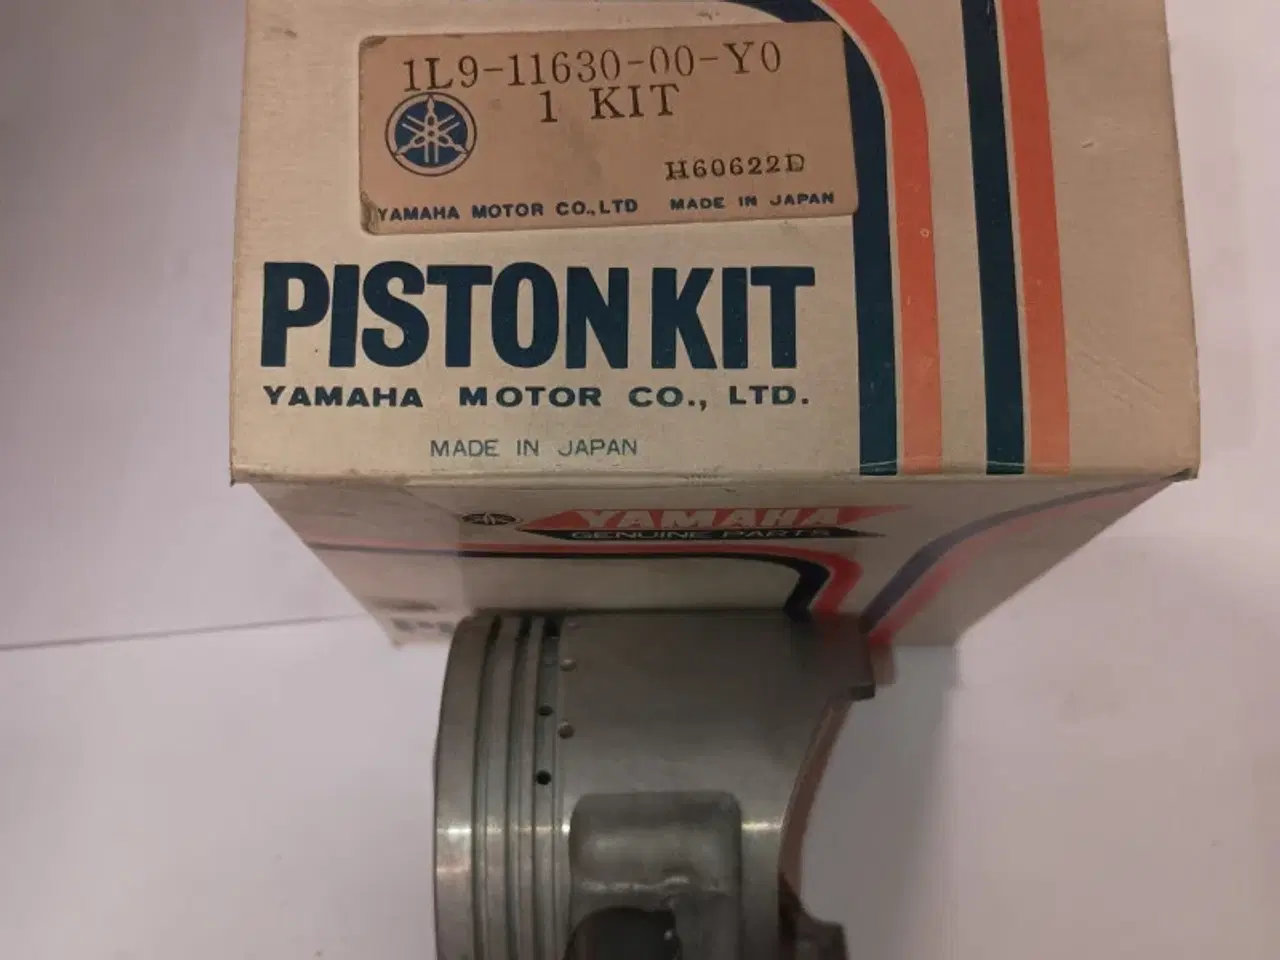 1L9-11630-00-Y0
1 KIT
H60622D
YAMAHA MOTOR CO.,LTD MADE IN JAPAN
PISTON KIT
YAMAHA MOTOR CO., LTD.
MADE IN JAPAN
YAMAHA
GENUINE PARTS